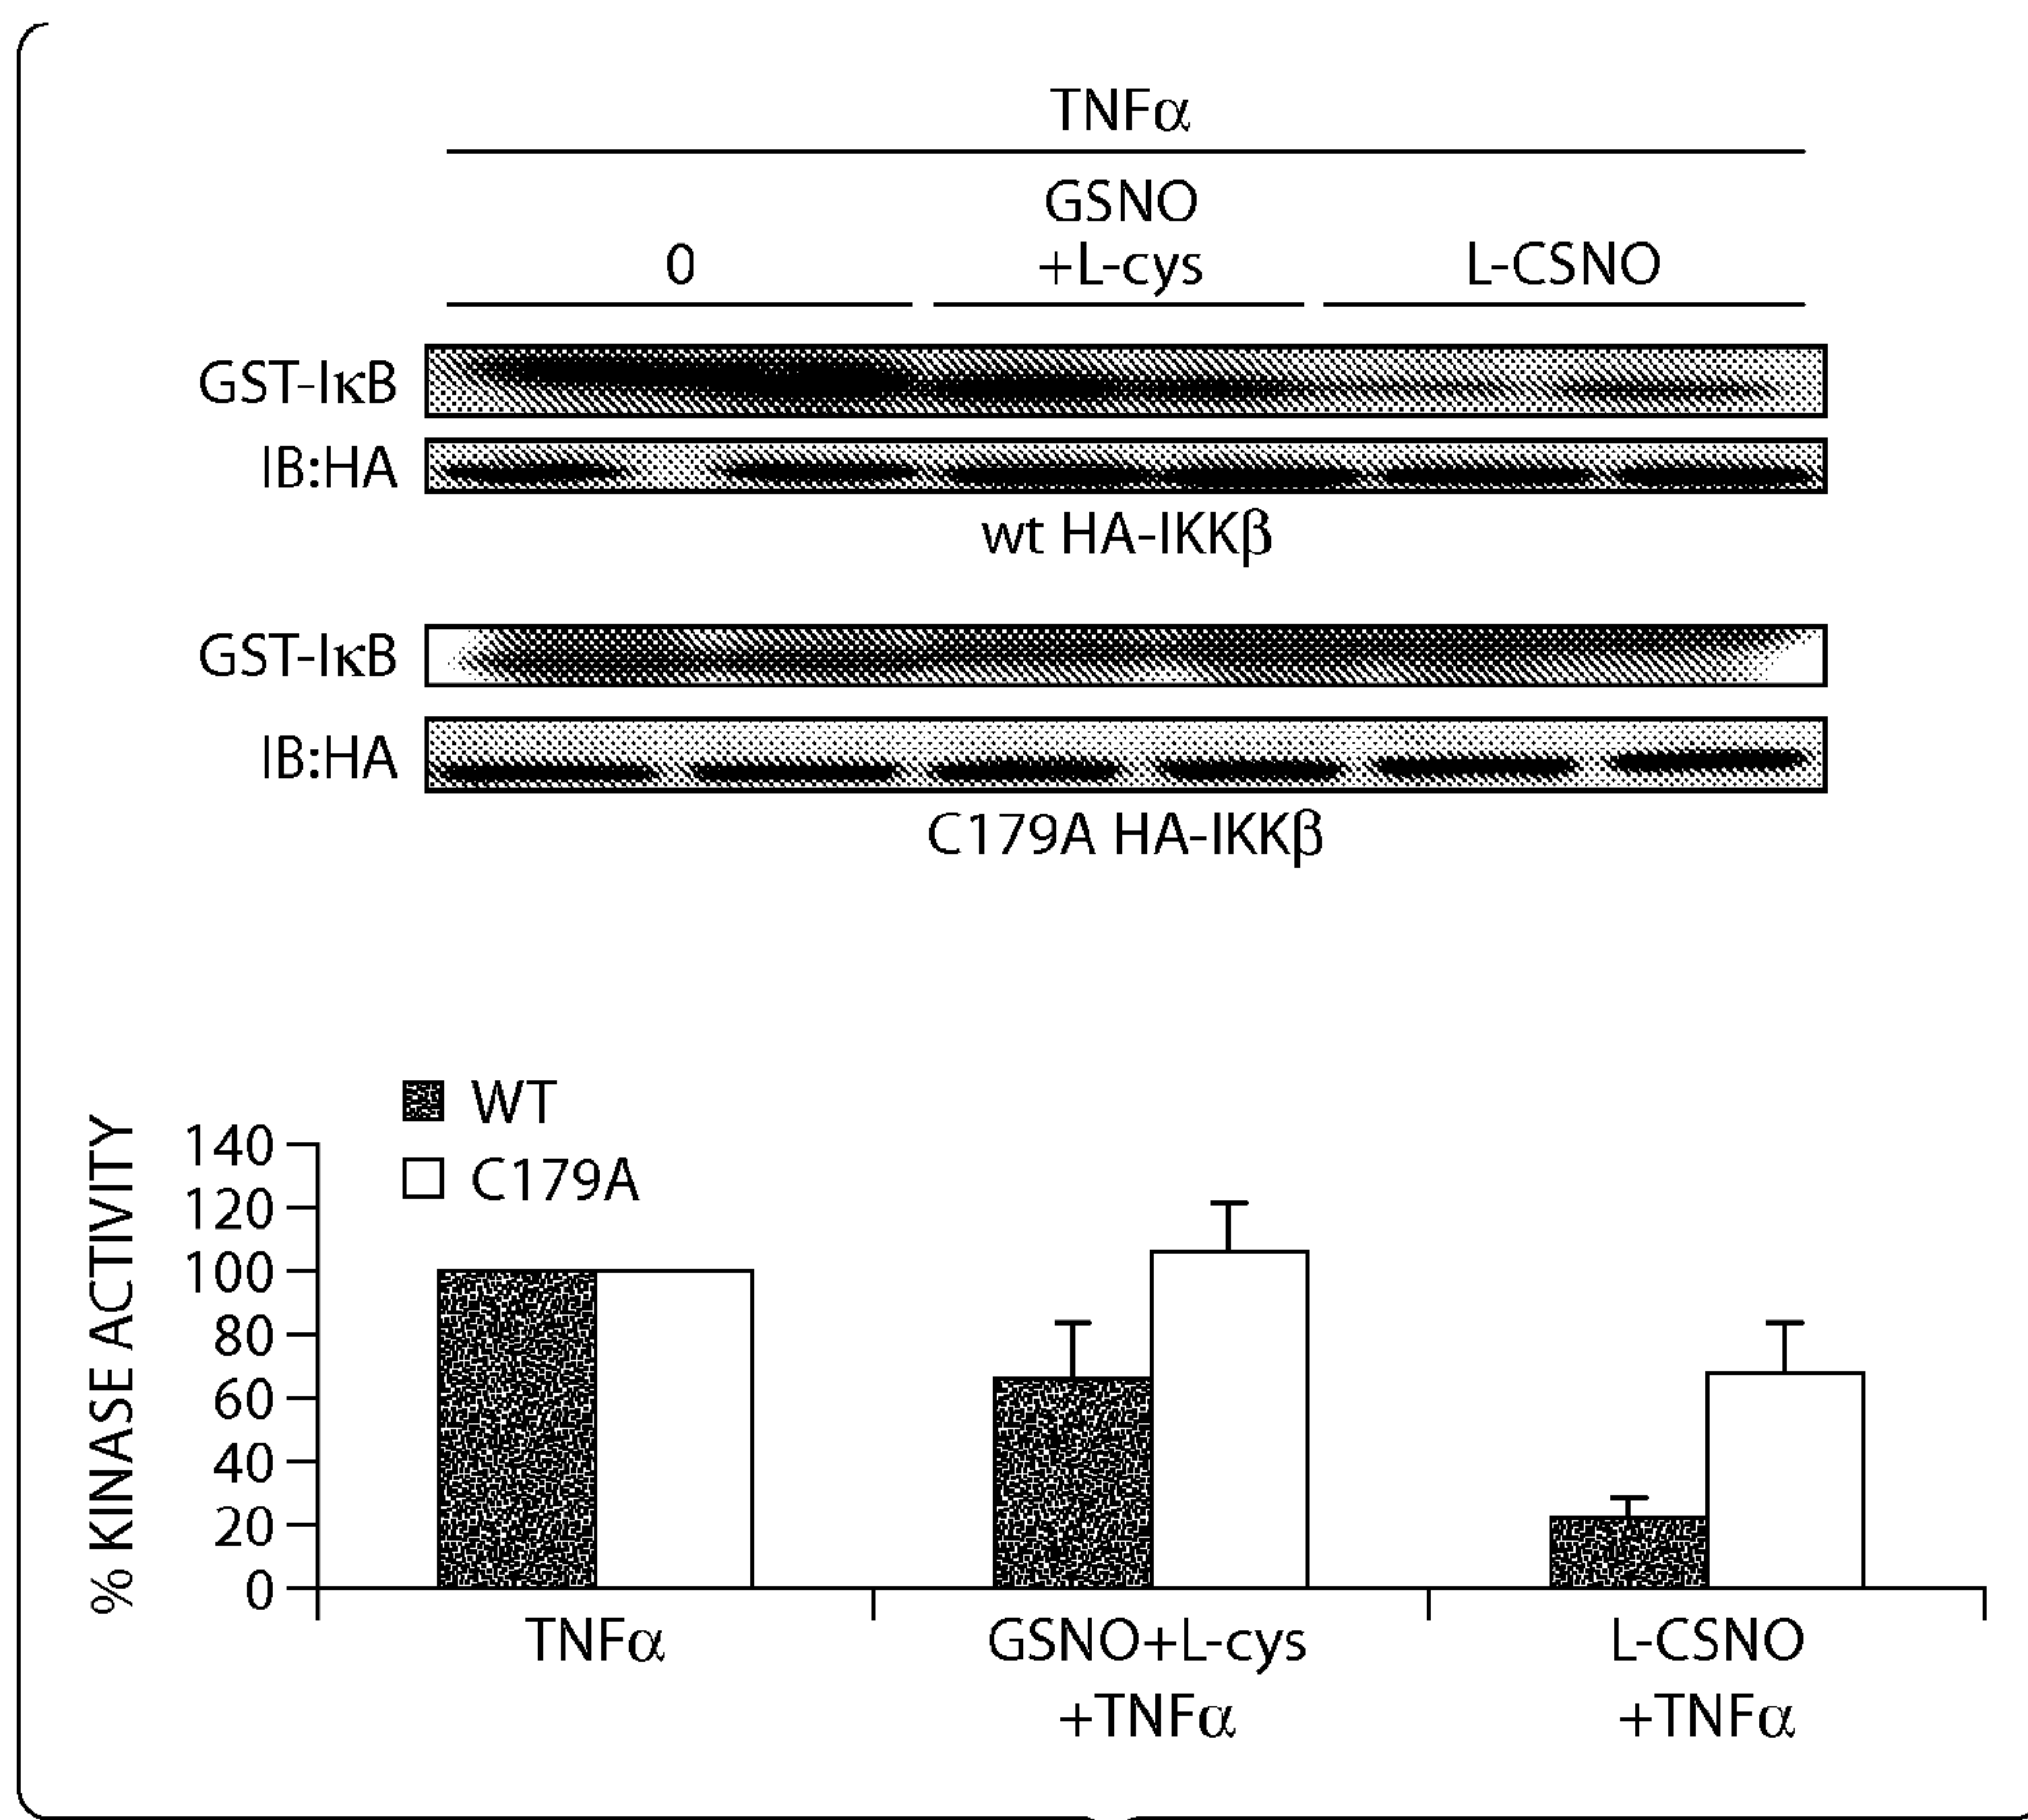 TNFα
GSNO
0 +L-cys L-CSNO
GST-IκB
IB:HA
wt HA-IKKβ
GST-IκB
IB:HA
C179A HA-IKKβ
WT
C179A
% KINASE ACTIVITY
140
120
100
80
60
40
20
0
TNFα GSNO+L-cys L-CSNO
+TNFα +TNFα